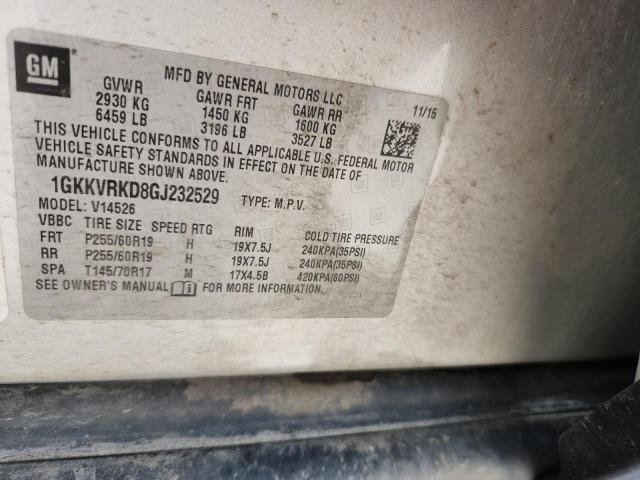 GM
MFD BY GENERAL MOTORS LLC 11/15
GVWR GAWR FRT GAWR RR
2930 KG 1450 KG 1600 KG
6459 LB 3196 LB 3527 LB
THIS VEHICLE CONFORMS TO ALL APPLICABLE U.S. FEDERAL MOTOR
VEHICLE SAFETY STANDARDS IN EFFECT ON THE DATE OF
MANUFACTURE SHOWN ABOVE.
1GKKVRKD8GJ232529 TYPE: M.P.V.
MODEL: V14526
VBBC TIRE SIZE SPEED RTG RIM COLD TIRE PRESSURE
FRT P255/60R19 H 19X7.5J 240KPA(35PSI)
RR P255/60R19 H 19X7.5J 240KPA(35PSI)
SPA T145/70R17 M 17X4.5B 420KPA(60PSI)
SEE OWNER'S MANUAL FOR MORE INFORMATION.